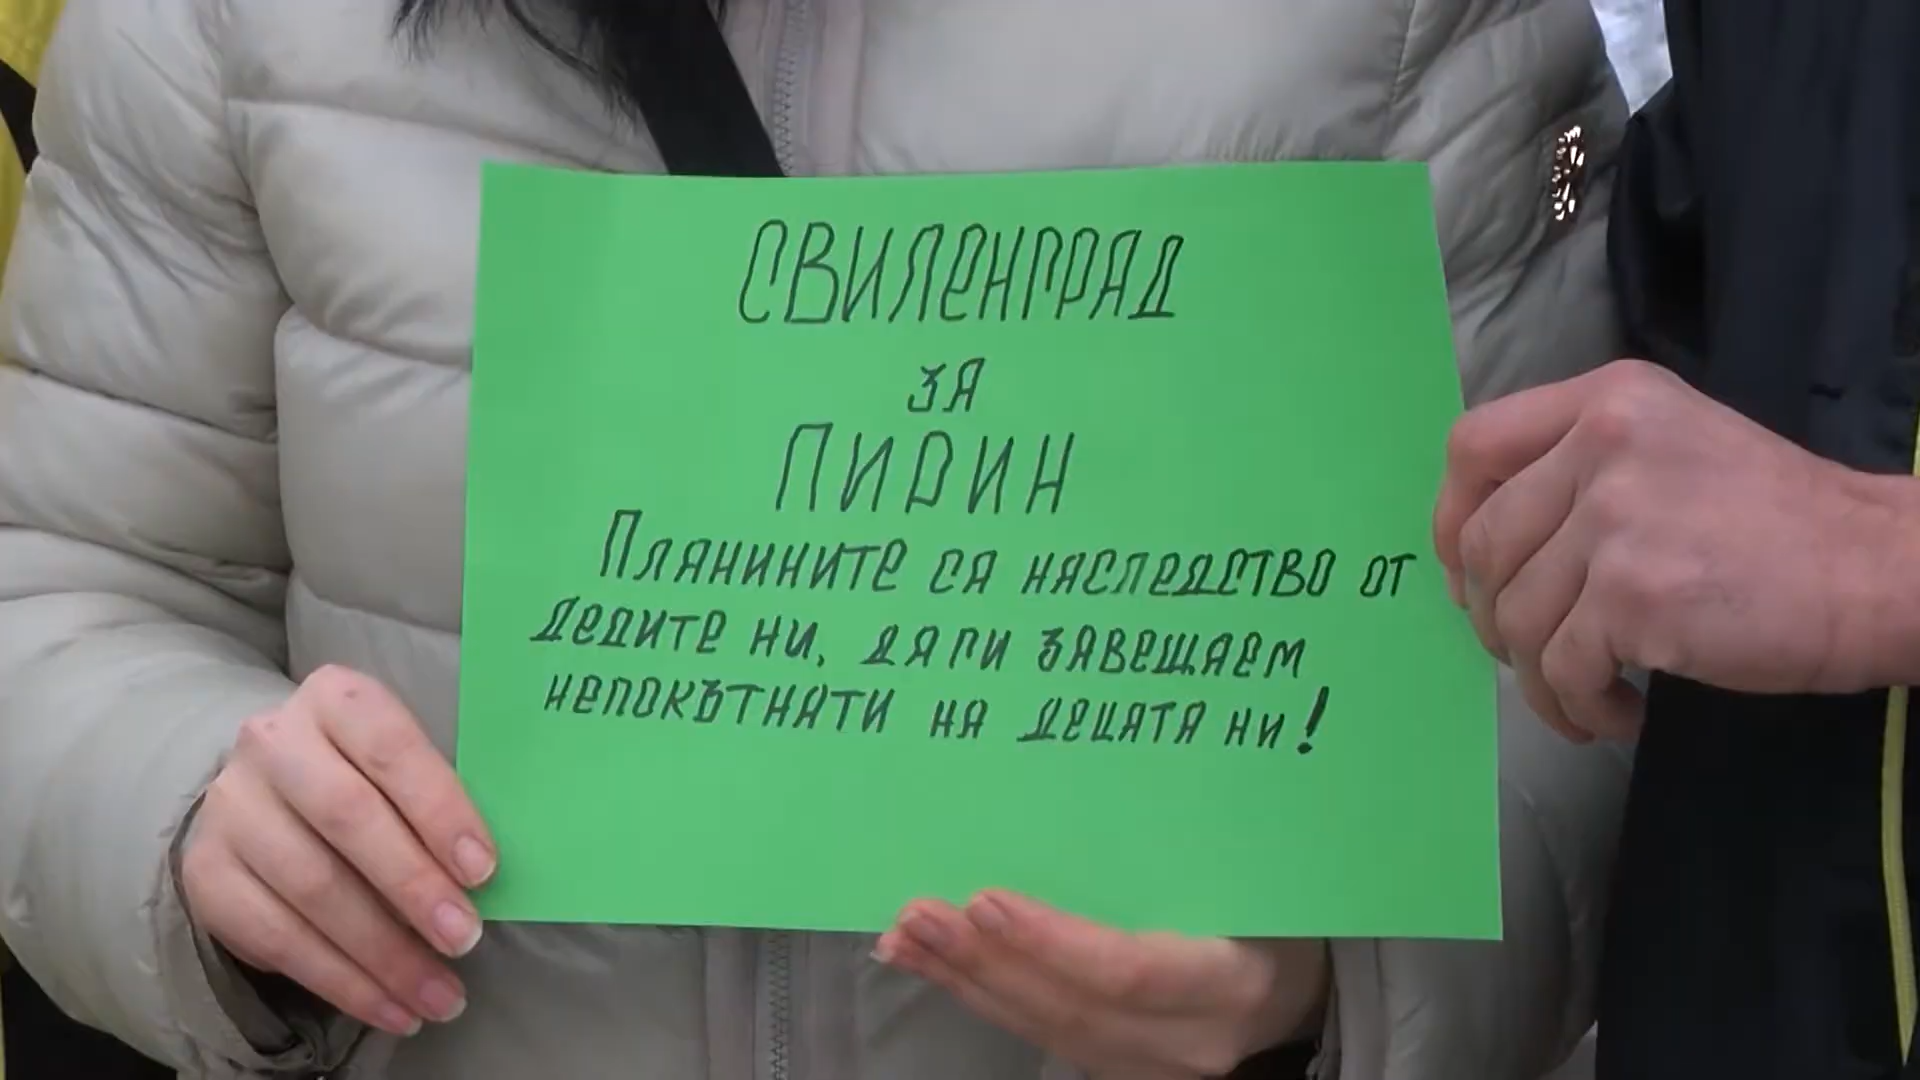 СВИЛЕНГРАД
ЗА
ПИРИН
Планините са наследство от
дедите ни, да ги завещаем
непокътнати на децата ни!